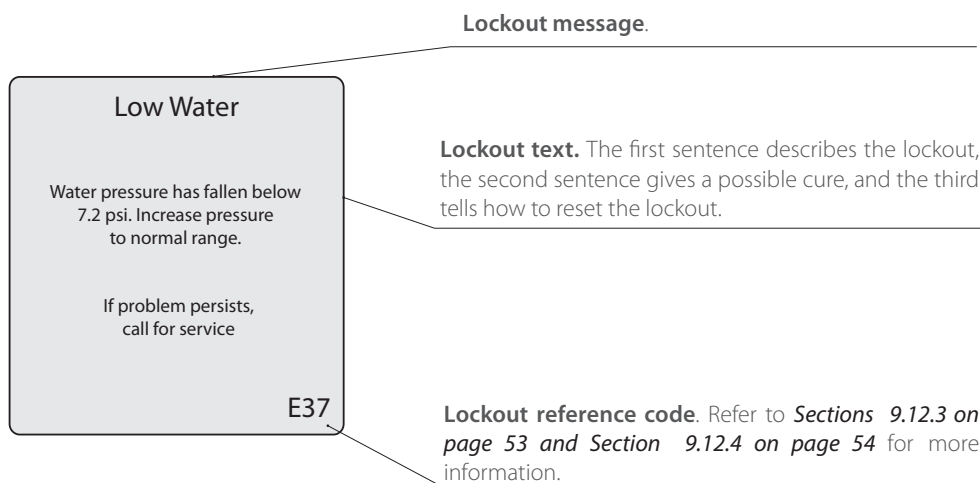 Lockout message.
Low Water
Water pressure has fallen below
7.2 psi. Increase pressure
to normal range.
If problem persists,
call for service
E37
Lockout text. The first sentence describes the lockout,
the second sentence gives a possible cure, and the third
tells how to reset the lockout.
Lockout reference code. Refer to Sections 9.12.3 on
page 53 and Section 9.12.4 on page 54 for more
information.